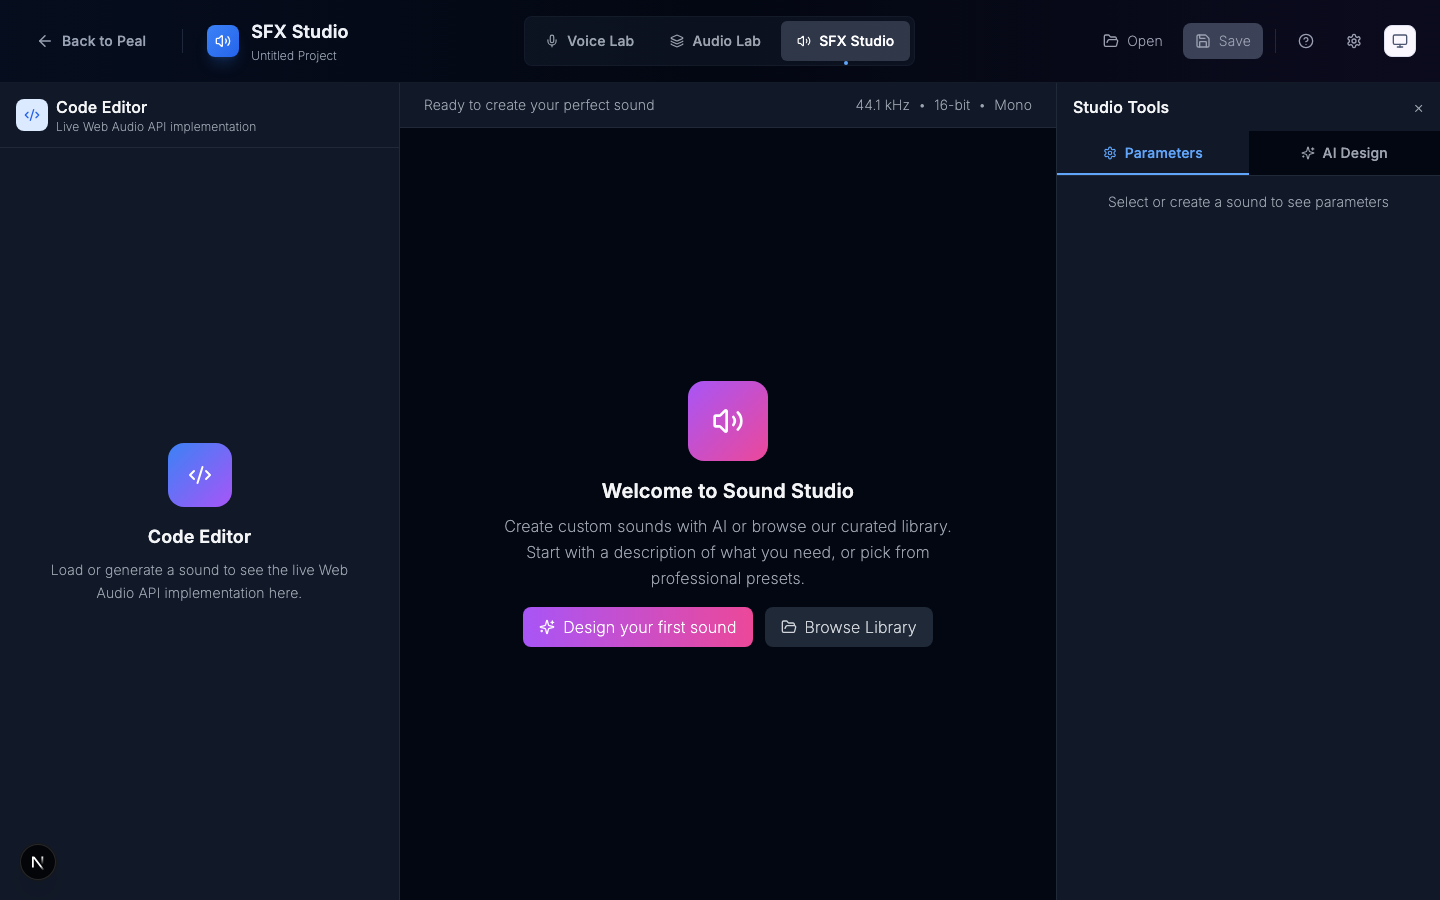 Back to Peal
SFX Studio
Untitled Project
Voice Lab
Audio Lab
SFX Studio
Open
Save
Code Editor
Live Web Audio API implementation
Ready to create your perfect sound
44.1 kHz • 16-bit • Mono
Studio Tools
×
Parameters
AI Design
Select or create a sound to see parameters
Code Editor
Load or generate a sound to see the live Web
Audio API implementation here.
Welcome to Sound Studio
Create custom sounds with AI or browse our curated library.
Start with a description of what you need, or pick from
professional presets.
Design your first sound
Browse Library
N